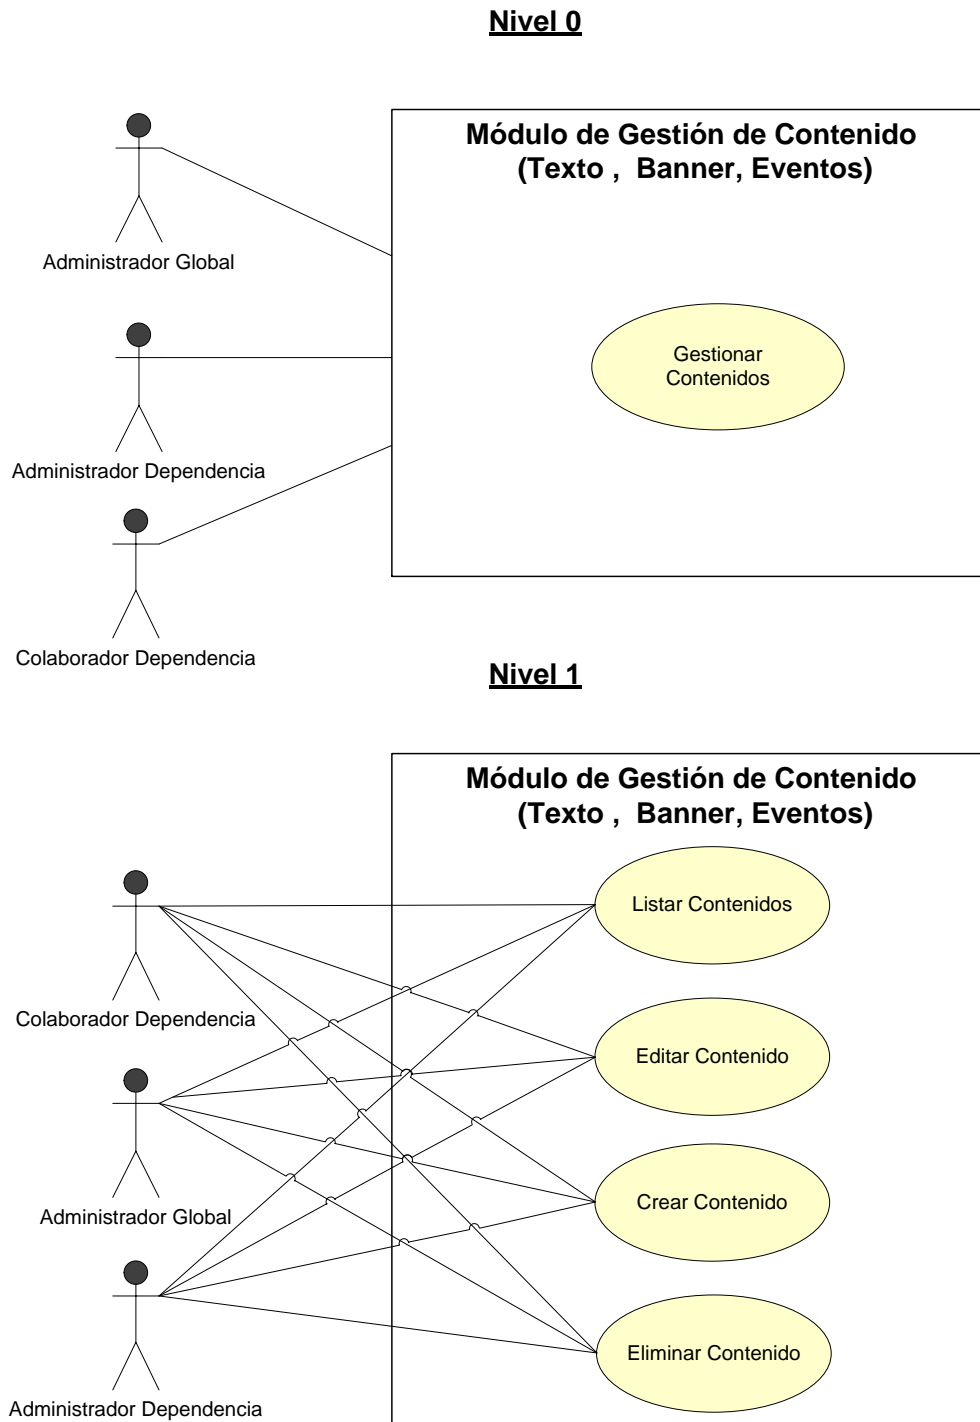 Nivel 0
Módulo de Gestión de Contenido
(Texto ,  Banner, Eventos)
Administrador Global
Gestionar
Contenidos
Administrador Dependencia
Colaborador Dependencia
Nivel 1
Módulo de Gestión de Contenido
(Texto ,  Banner, Eventos)
Listar Contenidos
Colaborador Dependencia
Editar Contenido
Administrador Global
Crear Contenido
Eliminar Contenido
Administrador Dependencia